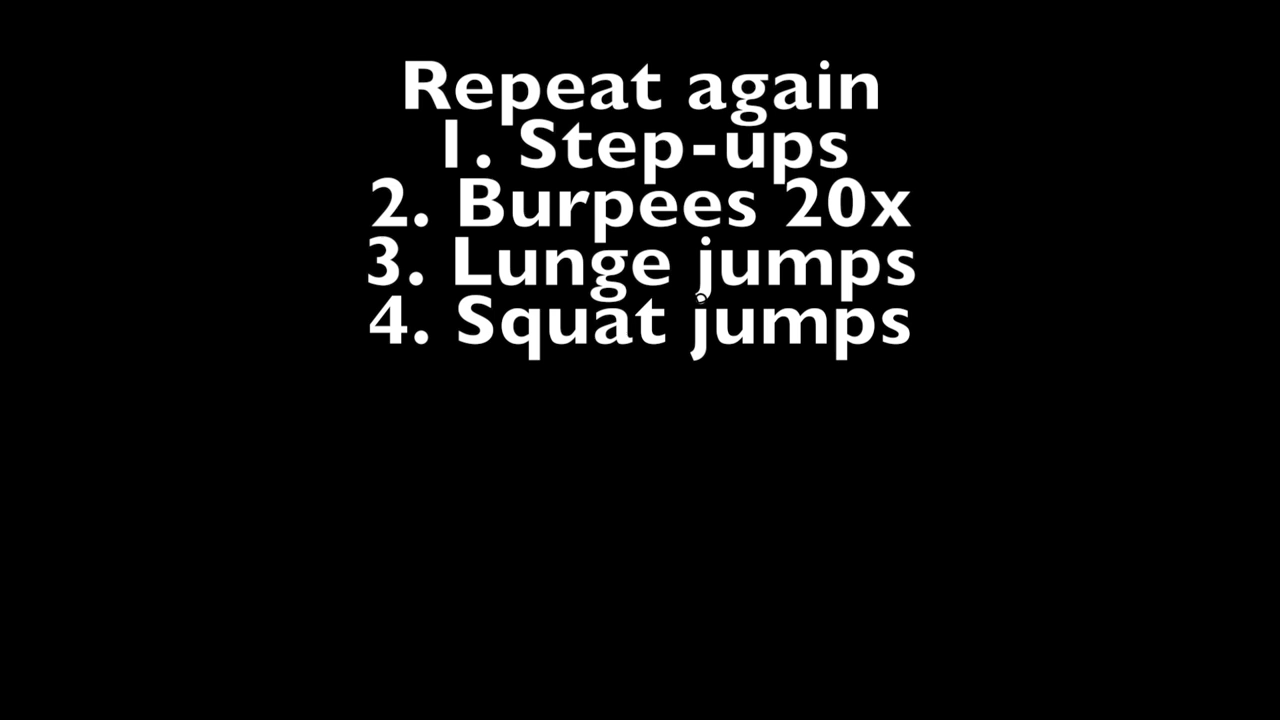 Repeat again
1. Step-ups
2. Burpees 20x
3. Lunge jumps
4. Squat jumps